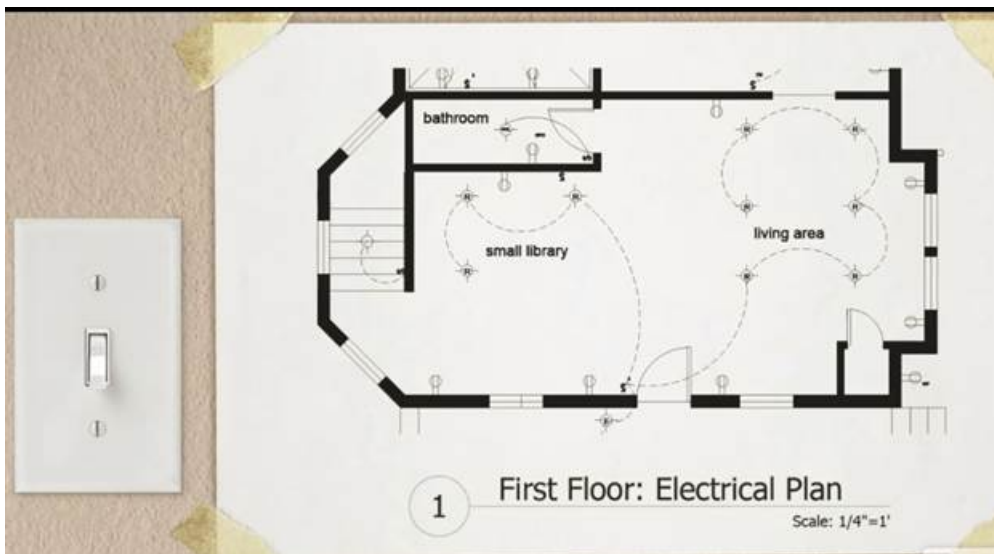 bathroom
small library
living area
R
R
R
R
R
R
R
R
R
1
First Floor: Electrical Plan
Scale: 1/4"=1'